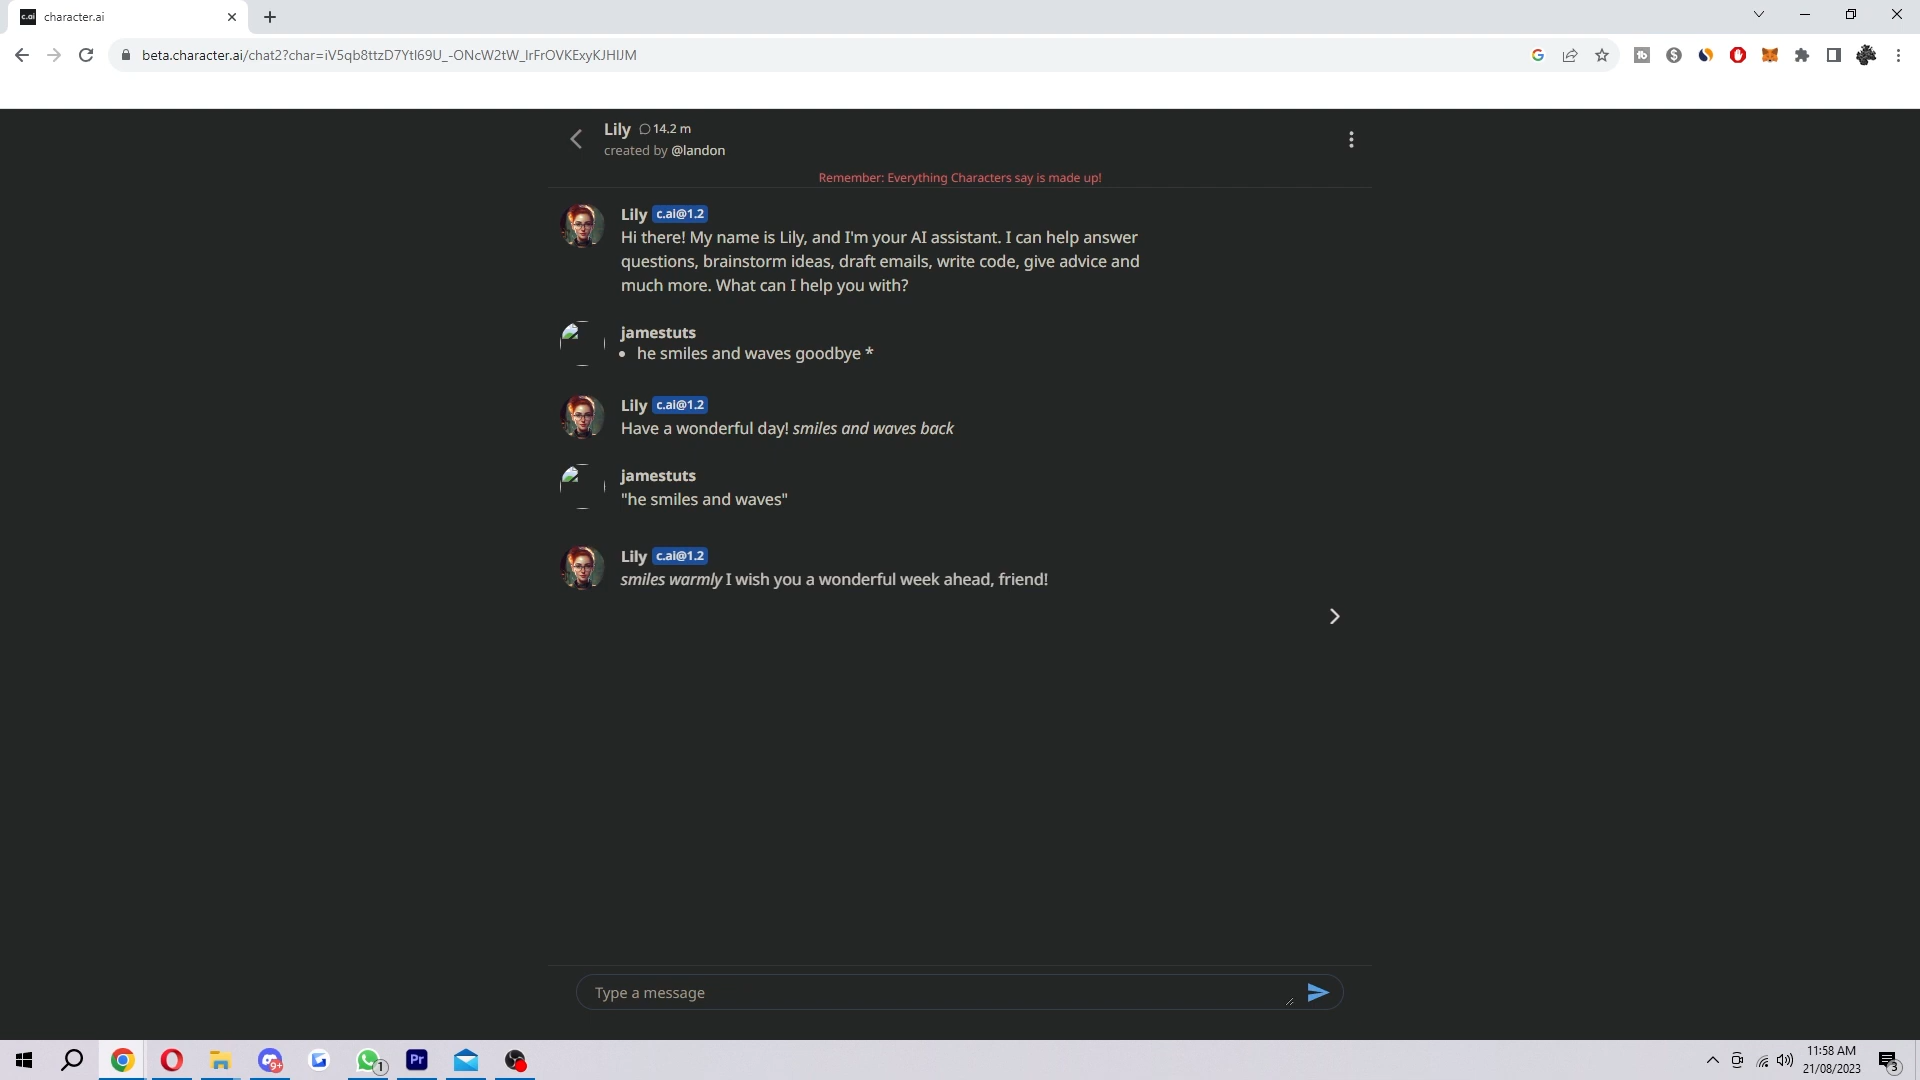 character.ai
beta.character.ai/chat2?char=iV5qb8ttzD7YtI69U_-ONcW2tW_IrFrOVKExyKJHIJM
Lily 14.2 m
created by @landon
Remember: Everything Characters say is made up!
Lily c.ai@1.2
Hi there! My name is Lily, and I'm your AI assistant. I can help answer
questions, brainstorm ideas, draft emails, write code, give advice and
much more. What can I help you with?
jamestuts
• he smiles and waves goodbye *
Lily c.ai@1.2
Have a wonderful day! smiles and waves back
jamestuts
"he smiles and waves"
Lily c.ai@1.2
smiles warmly I wish you a wonderful week ahead, friend!
Type a message
9+
1
Pr
11:58 AM
21/08/2023
3